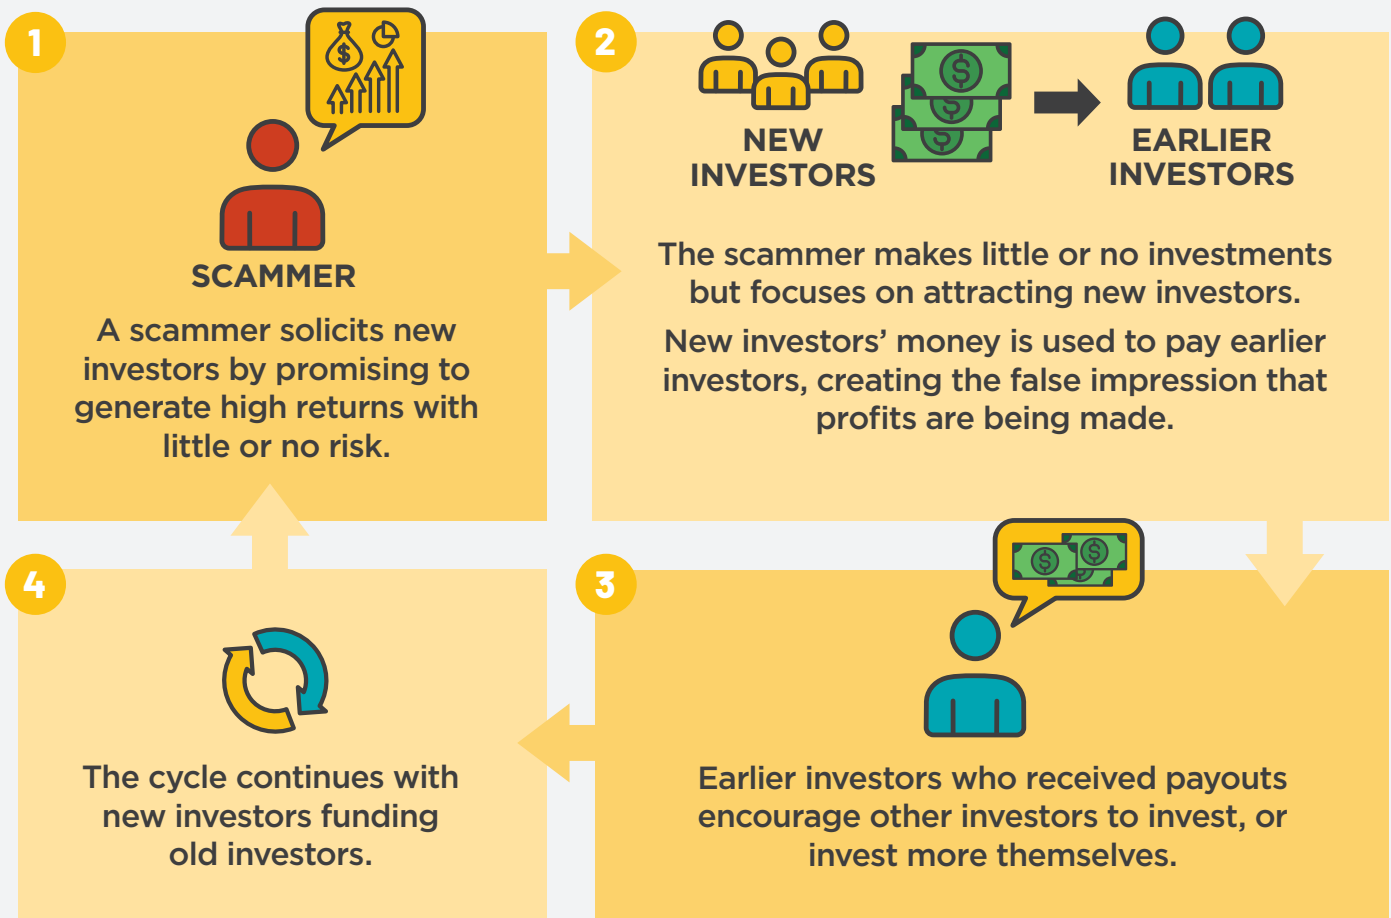 1
SCAMMER
A scammer solicits new
investors by promising to
generate high returns with
little or no risk.
2
NEW
INVESTORS
EARLIER
INVESTORS
The scammer makes little or no investments
but focuses on attracting new investors.
New investors’ money is used to pay earlier
investors, creating the false impression that
profits are being made.
3
Earlier investors who received payouts
encourage other investors to invest, or
invest more themselves.
4
The cycle continues with
new investors funding
old investors.